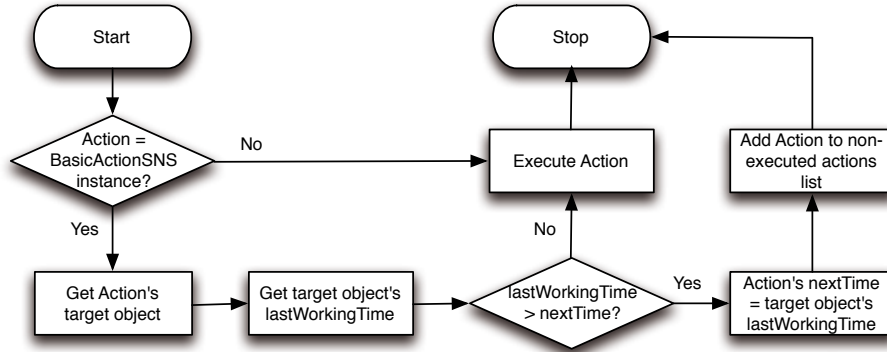 Start
Stop
Action =
BasicActionSNS
instance?
No
Execute Action
Add Action to non-
executed actions
list
Yes
No
Get Action's
target object
Get target object's
lastWorkingTime
lastWorkingTime
> nextTime?
Yes
Action's nextTime
= target object's
lastWorkingTime